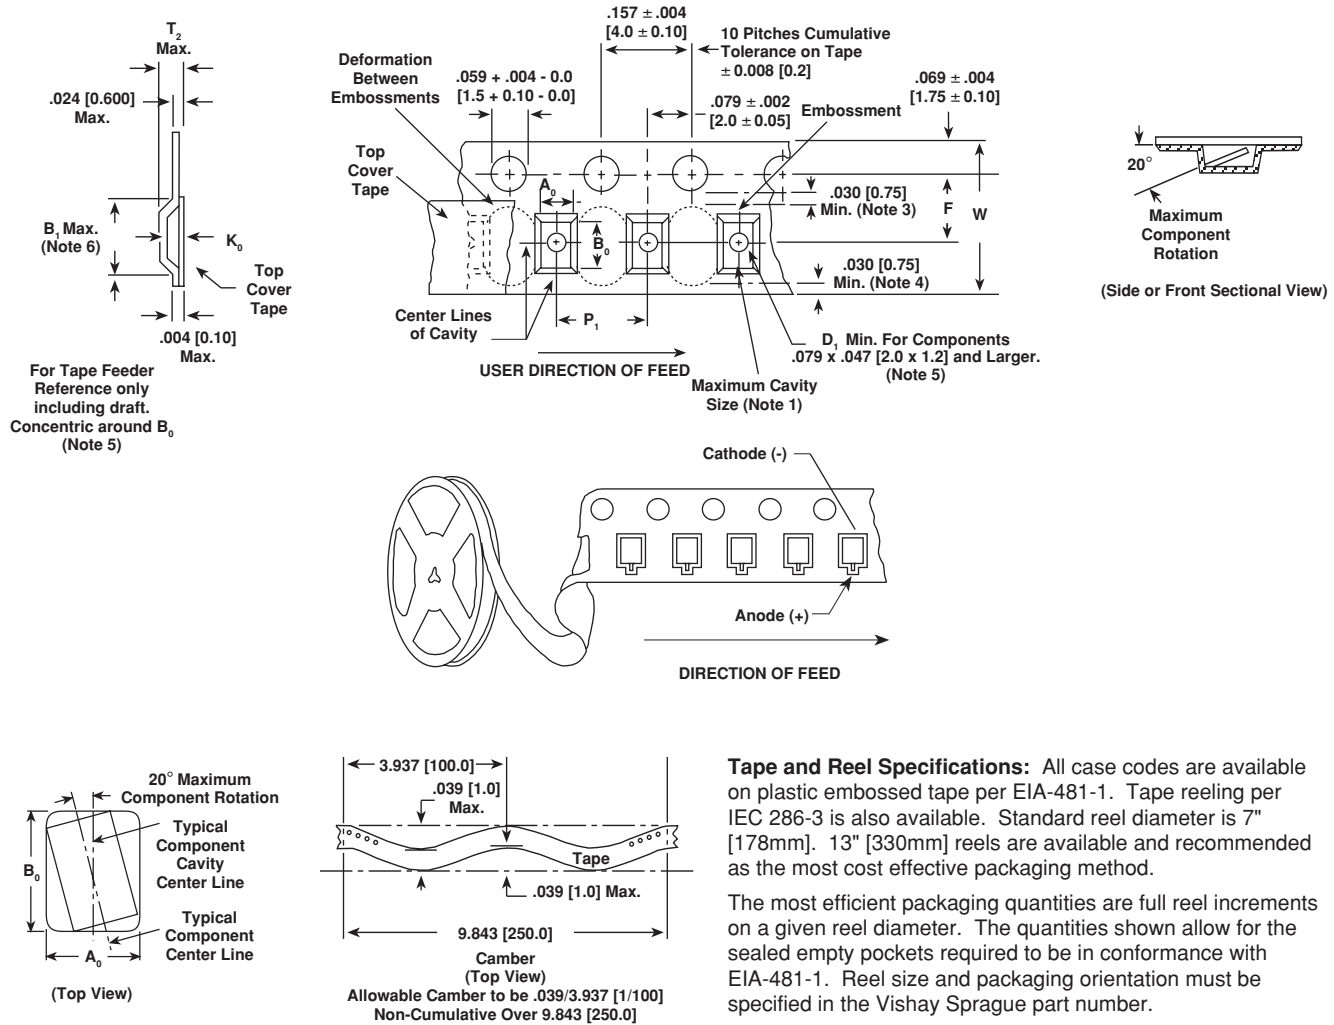 T2
Max.
.024 [0.600]
Max.
B1 Max.
(Note 6)
K0
Top
Cover
Tape
.004 [0.10]
Max.
For Tape Feeder
Reference only
including draft.
Concentric around B0
(Note 5)
Deformation
Between
Embossments
Top
Cover
Tape
.059 + .004 - 0.0
[1.5 + 0.10 - 0.0]
.157 ± .004
[4.0 ± 0.10]
10 Pitches Cumulative
Tolerance on Tape
± 0.008 [0.2]
.079 ± .002
[2.0 ± 0.05]
Embossment
.069 ± .004
[1.75 ± 0.10]
A0
B0
.030 [0.75]
Min. (Note 3)
F
W
.030 [0.75]
Min. (Note 4)
Center Lines
of Cavity
P1
USER DIRECTION OF FEED
D1 Min. For Components
.079 x .047 [2.0 x 1.2] and Larger.
(Note 5)
Maximum Cavity
Size (Note 1)
20°
Maximum
Component
Rotation
(Side or Front Sectional View)
Cathode (-)
Anode (+)
DIRECTION OF FEED
20° Maximum
Component Rotation
Typical
Component
Cavity
Center Line
B0
Typical
Component
Center Line
A0
(Top View)
3.937 [100.0]
.039 [1.0]
Max.
Tape
.039 [1.0] Max.
9.843 [250.0]
Camber
(Top View)
Allowable Camber to be .039/3.937 [1/100]
Non-Cumulative Over 9.843 [250.0]
Tape and Reel Specifications: All case codes are available
on plastic embossed tape per EIA-481-1. Tape reeling per
IEC 286-3 is also available. Standard reel diameter is 7"
[178mm]. 13" [330mm] reels are available and recommended
as the most cost effective packaging method.
The most efficient packaging quantities are full reel increments
on a given reel diameter. The quantities shown allow for the
sealed empty pockets required to be in conformance with
EIA-481-1. Reel size and packaging orientation must be
specified in the Vishay Sprague part number.